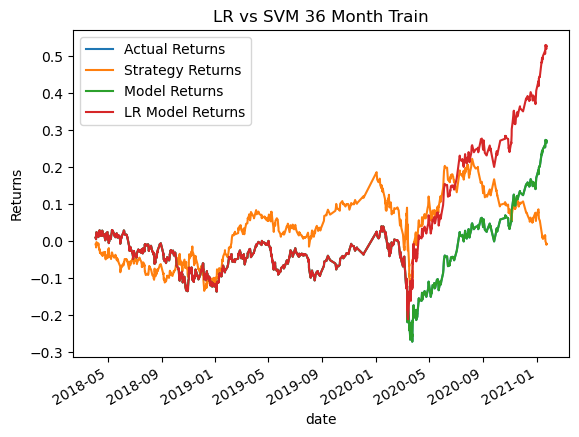 LR vs SVM 36 Month Train
Actual Returns
Strategy Returns
Model Returns
LR Model Returns
Returns
0.5
0.4
0.3
0.2
0.1
0.0
−0.1
−0.2
−0.3
2018-05
2018-09
2019-01
2019-05
2019-09
2020-01
2020-05
2020-09
2021-01
date